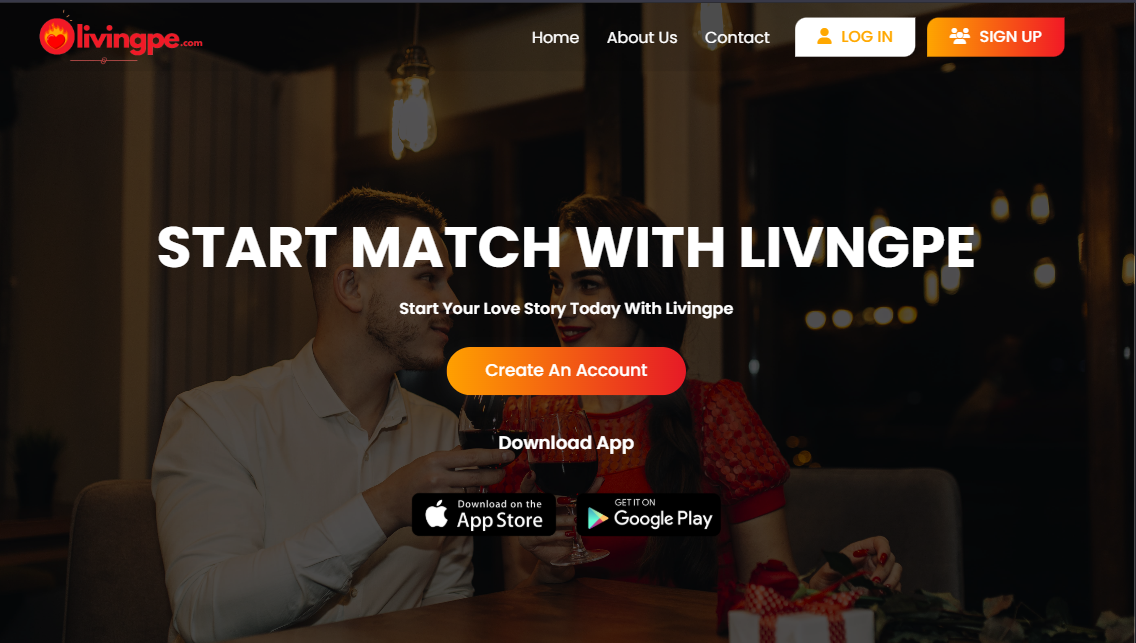 livingpe.com
Home
About Us
Contact
LOG IN
SIGN UP
START MATCH WITH LIVNGPE
Start Your Love Story Today With Livingpe
Create An Account
Download App
Download on the
App Store
GET IT ON
Google Play